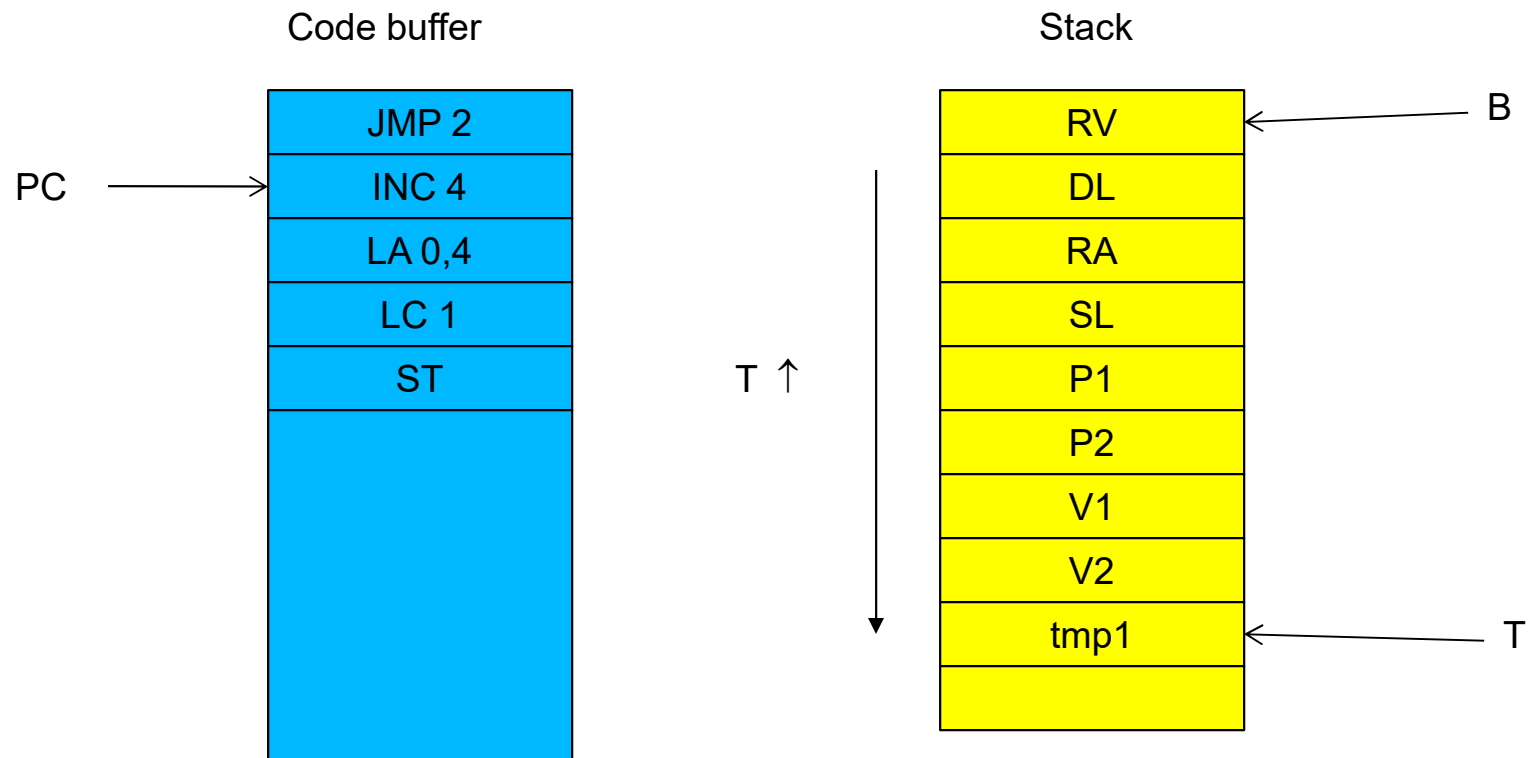 Code buffer
Stack
JMP 2
INC 4
LA 0,4
LC 1
ST
PC
RV
DL
RA
SL
P1
P2
V1
V2
tmp1
B
T ↑
T